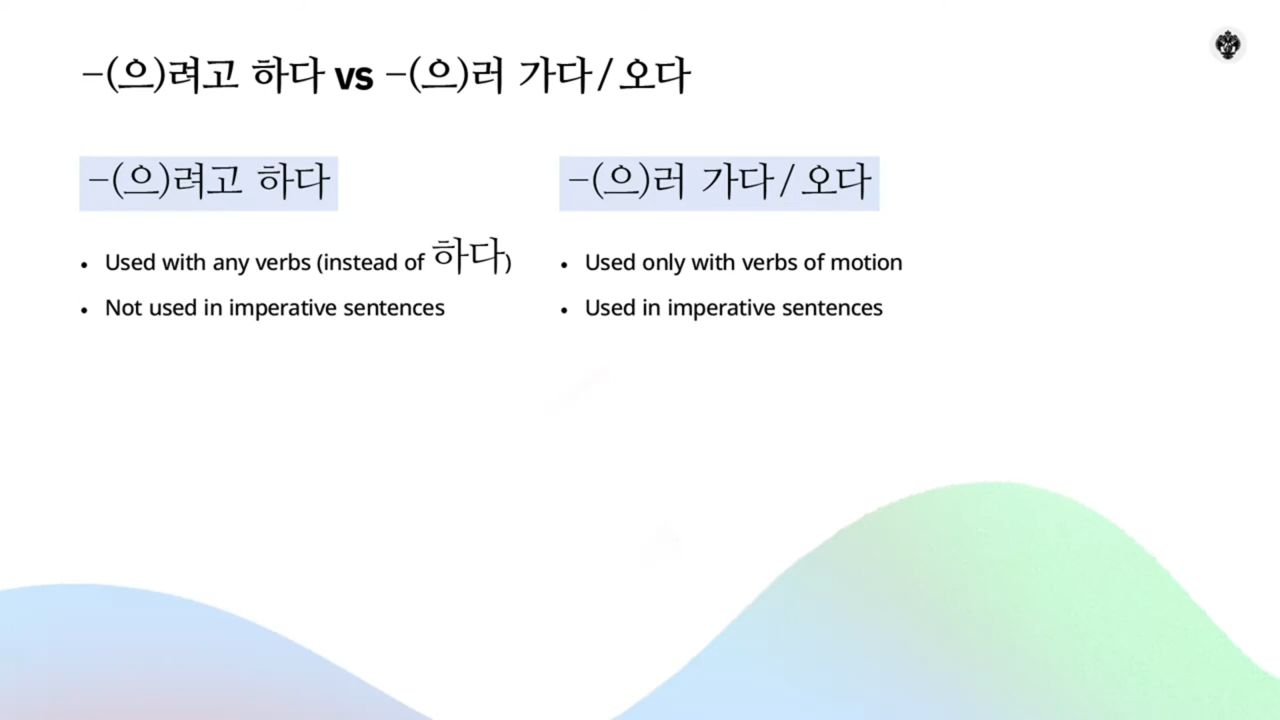 -(으)려고 하다 vs -(으)러 가다/오다
-(으)려고 하다
• Used with any verbs (instead of 하다)
• Not used in imperative sentences
-(으)러 가다/오다
• Used only with verbs of motion
• Used in imperative sentences